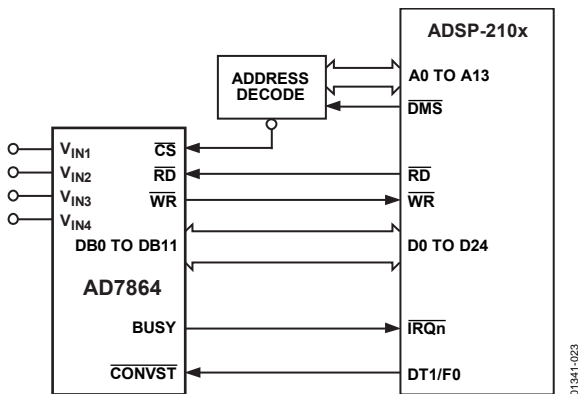 ADSP-210x
ADDRESS
DECODE
A0 TO A13
DMS
VIN1
VIN2
VIN3
VIN4
CS
RD
WR
DB0 TO DB11
AD7864
BUSY
CONVST
RD
WR
D0 TO D24
IRQn
DT1/F0
01341-023